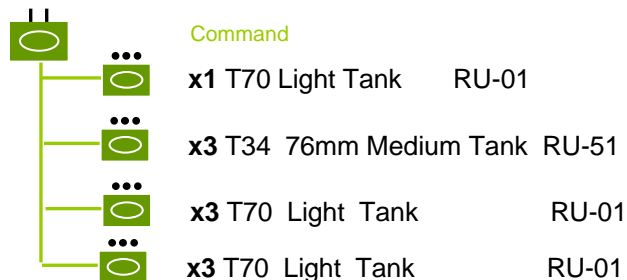 Command
x1 T70 Light Tank RU-01
x3 T34 76mm Medium Tank RU-51
x3 T70 Light Tank RU-01
x3 T70 Light Tank RU-01